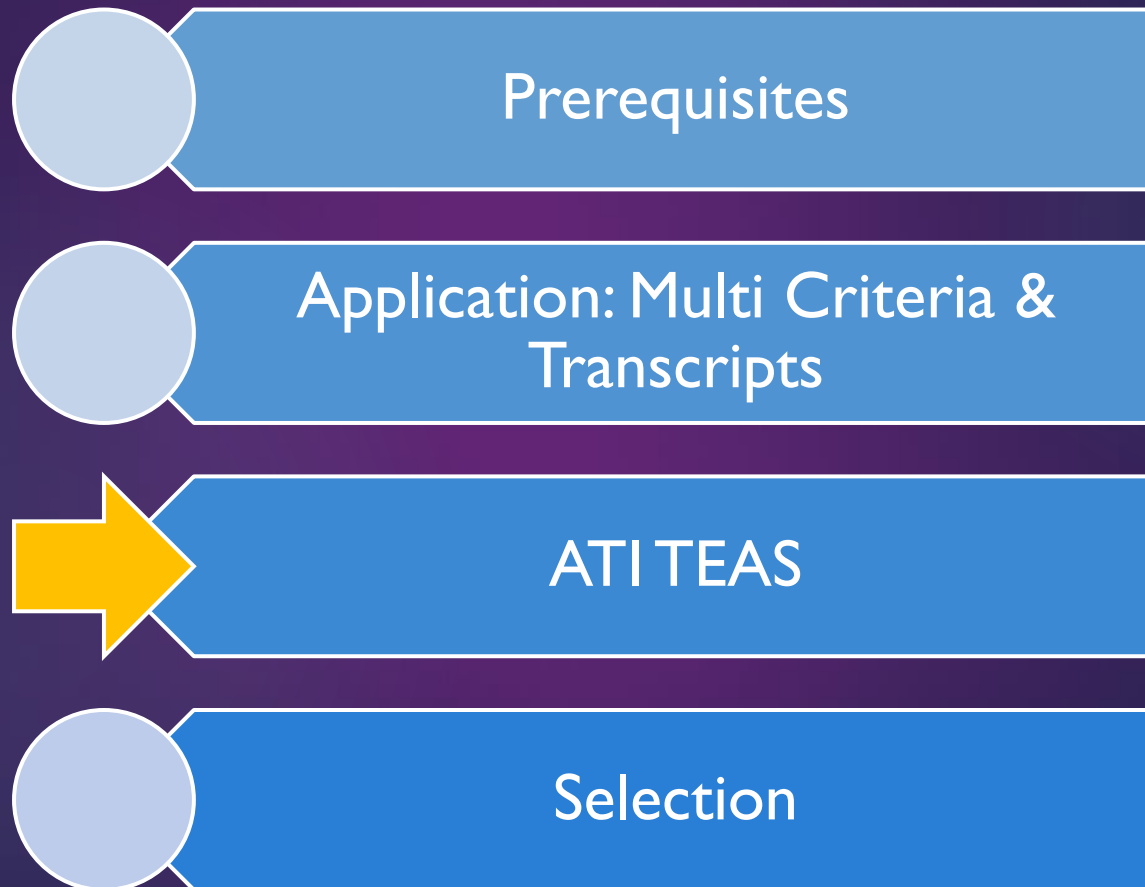 Prerequisites
Application: Multi Criteria &
Transcripts
ATI TEAS
Selection